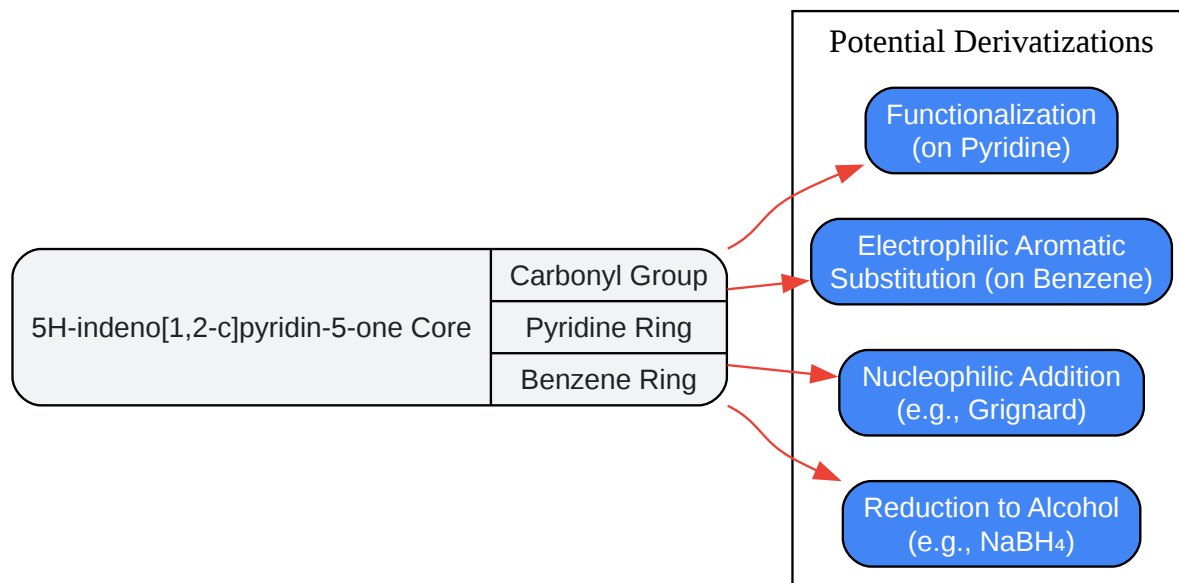 5H-indeno[1,2-c]pyridin-5-one Core
Carbonyl Group
Pyridine Ring
Benzene Ring
Potential Derivatizations
Functionalization
(on Pyridine)
Electrophilic Aromatic
Substitution (on Benzene)
Nucleophilic Addition
(e.g., Grignard)
Reduction to Alcohol
(e.g., NaBH₄)